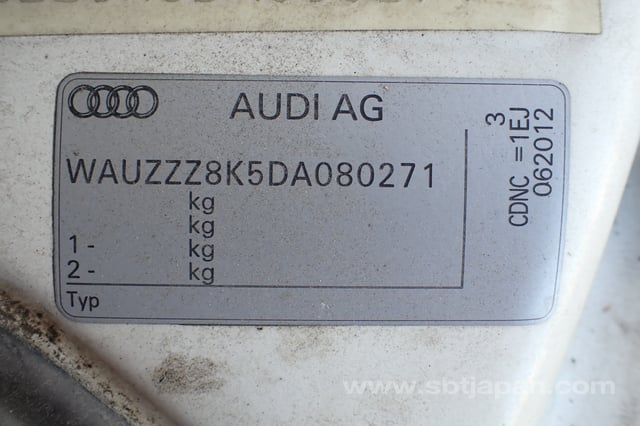 AUDI AG
WAUZZZ8K5DA080271
kg
kg
1 - kg
2 - kg
Typ
3
CDNC =1EJ
062012
www.sbtjapan.com